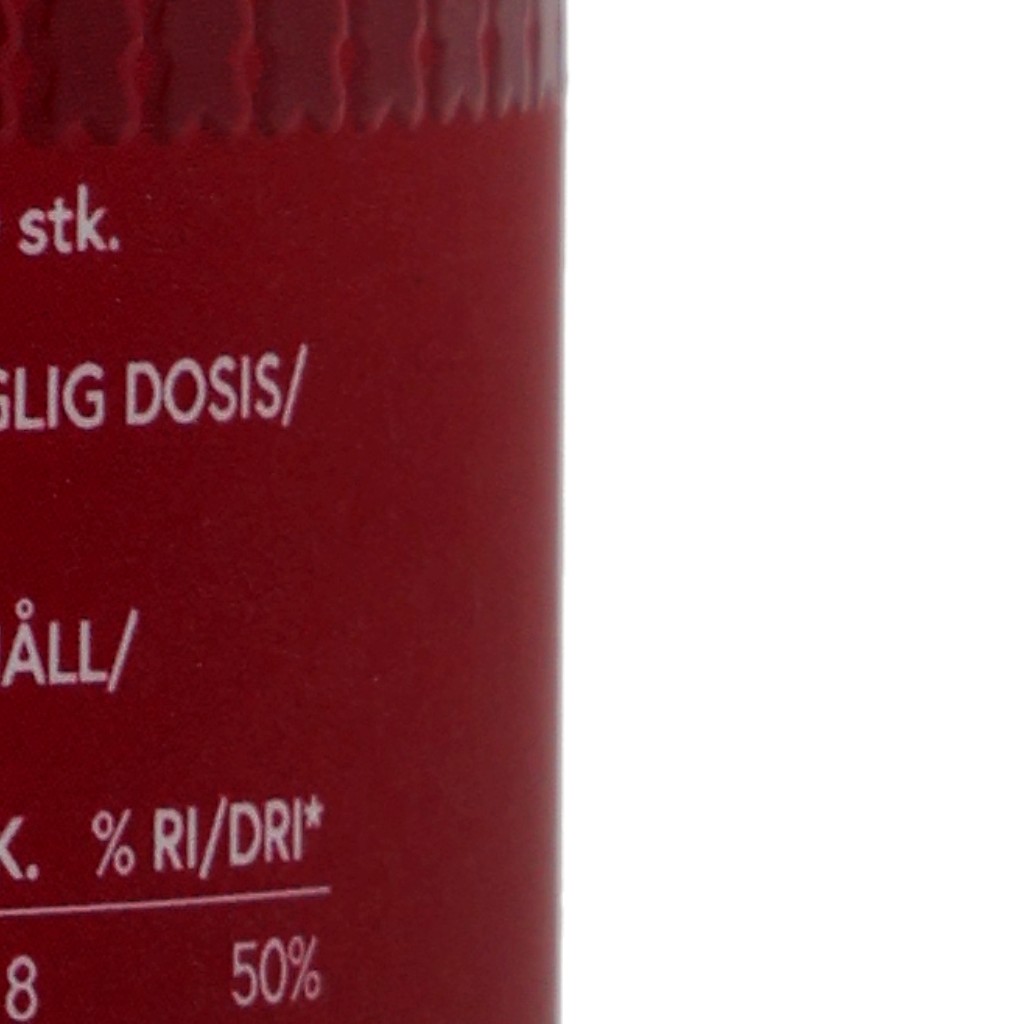 stk.
GLIG DOSIS/
ÅLL/
K. % RI/DRI*
8 50%